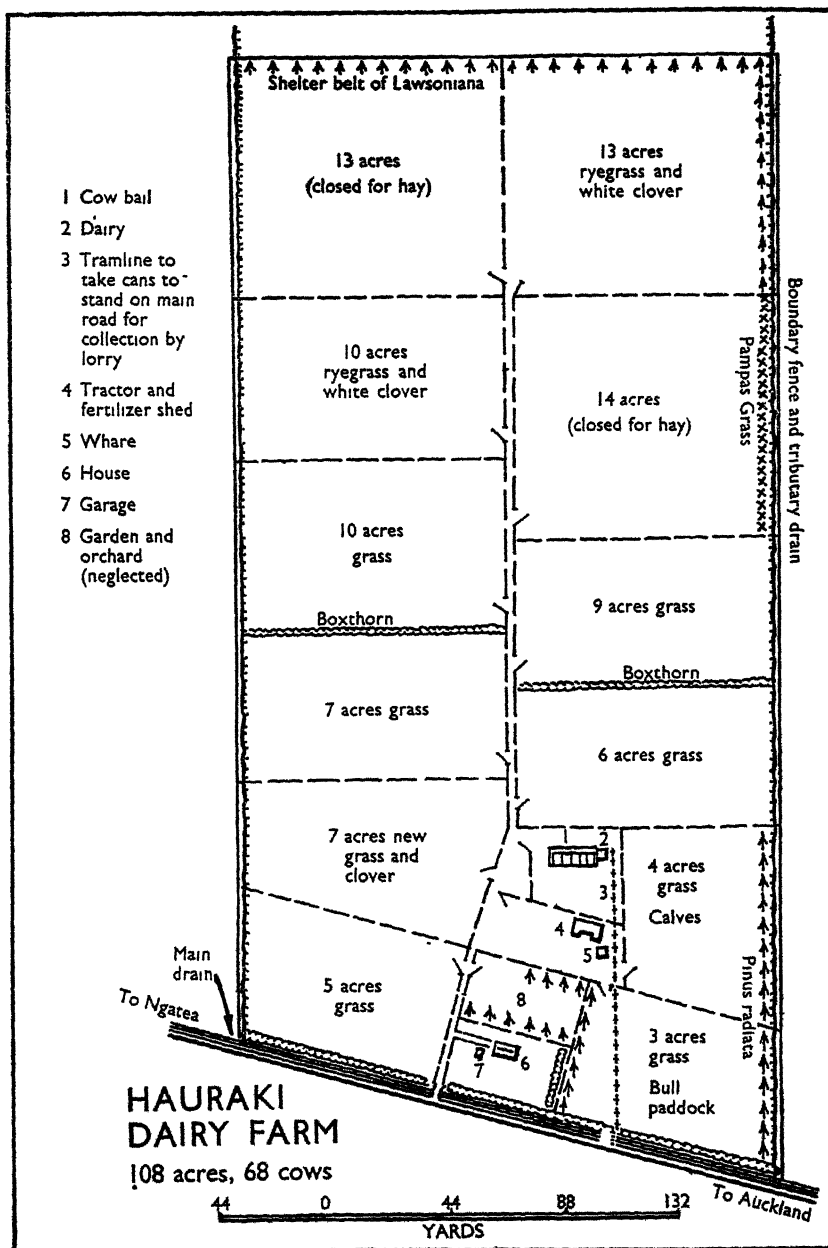 Shelter belt of Lawsoniana
13 acres
(closed for hay)
13 acres
ryegrass and
white clover
1 Cow bail
2 Dairy
3 Tramline to
take cans to
stand on main
road for
collection by
lorry
4 Tractor and
fertilizer shed
5 Whare
6 House
7 Garage
8 Garden and
orchard
(neglected)
10 acres
ryegrass and
white clover
14 acres
(closed for hay)
Pampas Grass
Boundary fence and tributary drain
10 acres
grass
9 acres grass
Boxthorn
Boxthorn
7 acres grass
6 acres grass
7 acres new
grass and
clover
2
3
4 acres
grass
Calves
4
5
Main
drain
To Ngatea
5 acres
grass
8
Pinus radiata
3 acres
grass
Bull
paddock
7
6
HAURAKI
DAIRY FARM
108 acres, 68 cows
To Auckland
44 0 44 88 132
YARDS